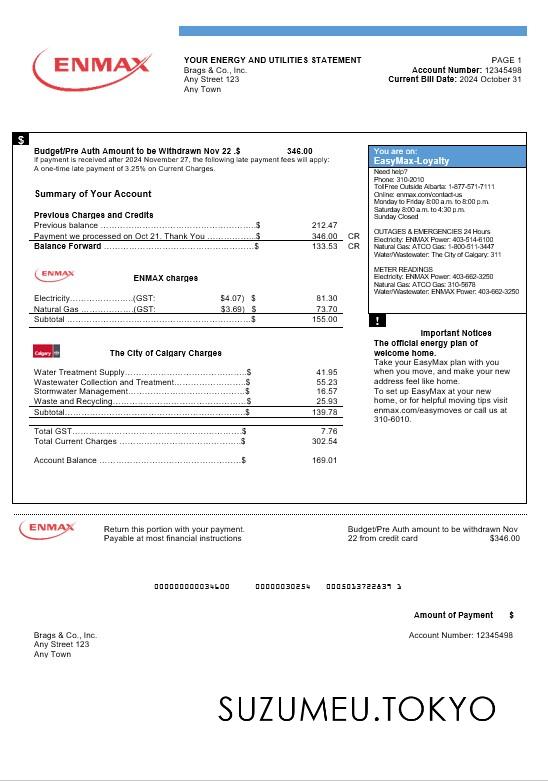 ENMAX
YOUR ENERGY AND UTILITIES STATEMENT
PAGE 1
Brags & Co., Inc.
Account Number: 12345498
Any Street 123
Current Bill Date: 2024 October 31
Any Town
$
Budget/Pre Auth Amount to be Withdrawn Nov 22 .$ 346.00
If payment is received after 2024 November 27, the following late payment fees will apply:
A one-time late payment of 3.25% on Current Charges.
Summary of Your Account
Previous Charges and Credits
Previous balance ........................$ 212.47
Payment we processed on Oct 21. Thank You ........$ 346.00 CR
Balance Forward ........................$ 133.53 CR
ENMAX
ENMAX charges
Electricity..............(GST: $4.07) $ 81.30
Natural Gas ...........(GST: $3.69) $ 73.70
Subtotal ........................$ 155.00
Calgary
The City of Calgary Charges
Water Treatment Supply........................$ 41.95
Wastewater Collection and Treatment..................$ 55.23
Stormwater Management........................$ 16.57
Waste and Recycling........................$ 25.93
Subtotal........................$ 139.78
Total GST........................$ 7.76
Total Current Charges ........................$ 302.54
Account Balance ........................$ 169.01
You are on:
EasyMax-Loyalty
Need help?
Phone: 310-2010
TollFree Outside Albarta: 1-877-571-7111
Online: enmax.com/contact-us
Monday to Friday 8:00 a.m. to 8:00 p.m.
Saturday 8:00 a.m. to 4:30 p.m.
Sunday Closed
OUTAGES & EMERGENCIES 24 Hours
Electricity: ENMAX Power: 403-514-6100
Natural Gas: ATCO Gas: 1-800-511-3447
Water/Wastewater: The City of Calgary: 311
METER READINGS
Electricity: ENMAX Power: 403-662-3250
Natural Gas: ATCO Gas: 310-5678
Water/Wastewater: ENMAX Power: 403-662-3250
!
Important Notices
The official energy plan of
welcome home.
Take your EasyMax plan with you
when you move, and make your new
address feel like home.
To set up EasyMax at your new
home, or for helpful moving tips visit
enmax.com/easymoves or call us at
310-6010.
ENMAX
Return this portion with your payment.
Payable at most financial instructions
Budget/Pre Auth amount to be withdrawn Nov
22 from credit card $346.00
000000000034600 00000030254 0005013722839 1
Amount of Payment $
Brags & Co., Inc.
Account Number: 12345498
Any Street 123
Any Town
SUZUMEU.TOKYO